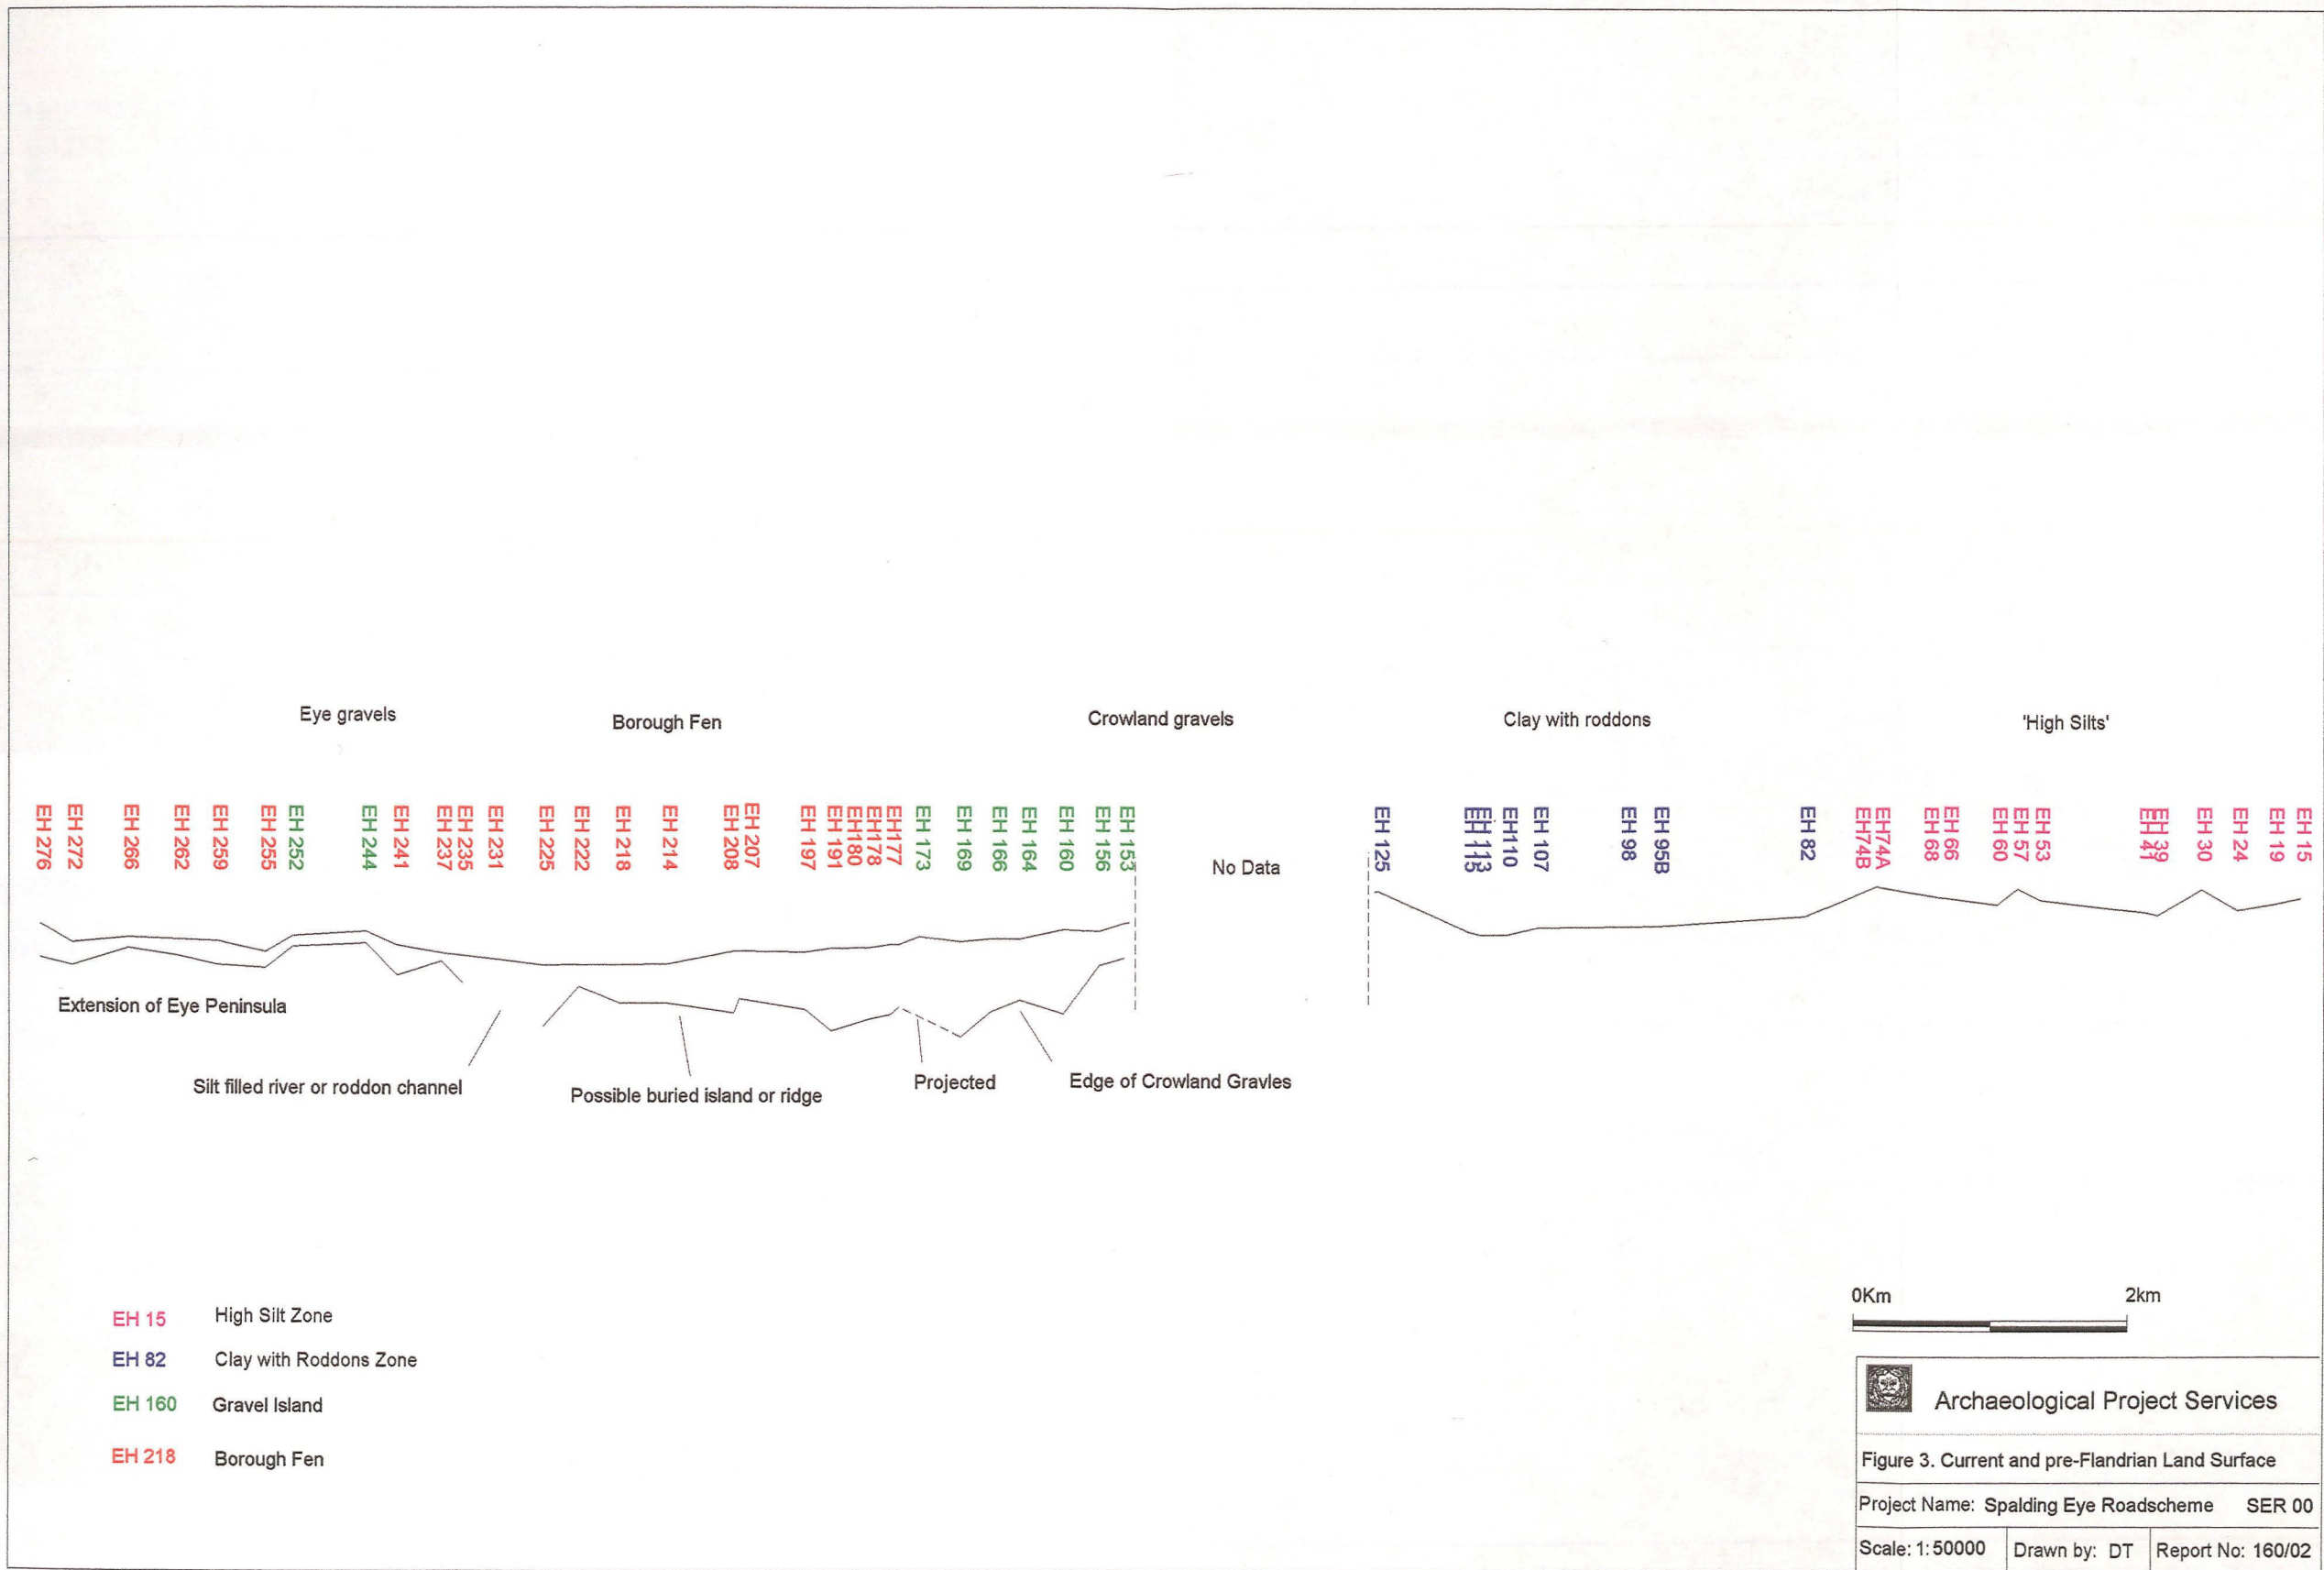 Eye gravels
Borough Fen
Crowland gravels
Clay with roddons
'High Silts'
EH 276
EH 272
EH 266
EH 262
EH 259
EH 255
EH 252
EH 244
EH 241
EH 237
EH 235
EH 231
EH 225
EH 222
EH 218
EH 214
EH 208
EH 207
EH 197
EH 191
EH180
EH178
EH177
EH 173
EH 169
EH 166
EH 164
EH 160
EH 156
EH 153
No Data
EH 125
EH 113
EH110
EH 107
EH 98
EH 95B
EH 82
EH74B
EH74A
EH 68
EH 66
EH 60
EH 57
EH 53
EH 41
EH 39
EH 30
EH 24
EH 19
EH 15
Extension of Eye Peninsula
Silt filled river or roddon channel
Possible buried island or ridge
Projected
Edge of Crowland Gravles
EH 15 High Silt Zone
EH 82 Clay with Roddons Zone
EH 160 Gravel Island
EH 218 Borough Fen
0Km 2km
Archaeological Project Services
Figure 3. Current and pre-Flandrian Land Surface
Project Name: Spalding Eye Roadscheme SER 00
Scale: 1:50000 Drawn by: DT Report No: 160/02